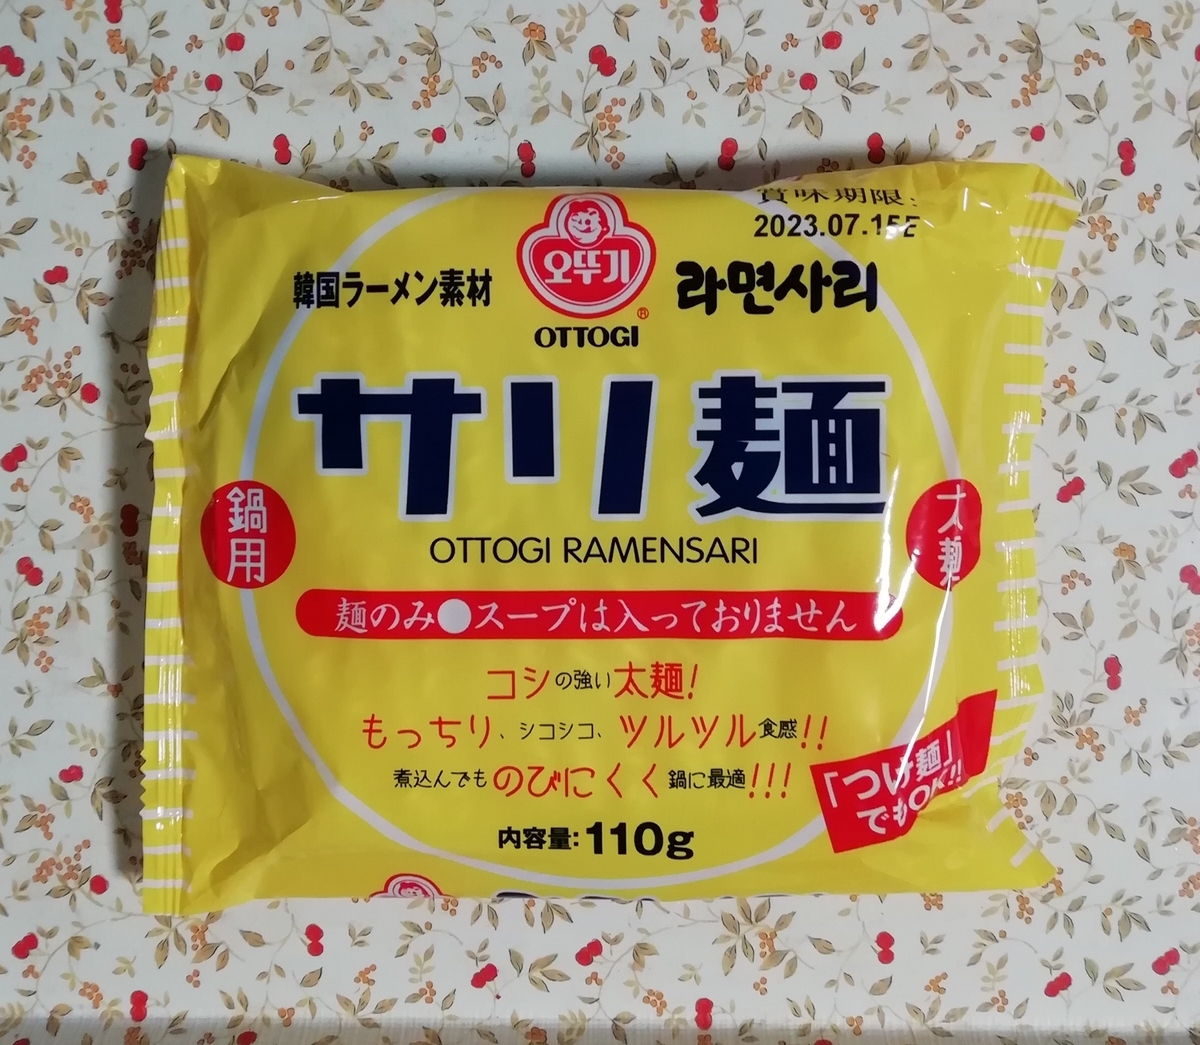 賞味期限:
2023.07.15E
韓国ラーメン素材
오뚜기
®
OTTOGI
라면사리
サリ麺
OTTOGI RAMENSARI
鍋用
太麺
麺のみ●スープは入っておりません
コシの強い太麺!
もっちり、シコシコ、ツルツル食感!!
煮込んでものびにくく鍋に最適!!!
「つけ麺」
でもOK!!
内容量:110g